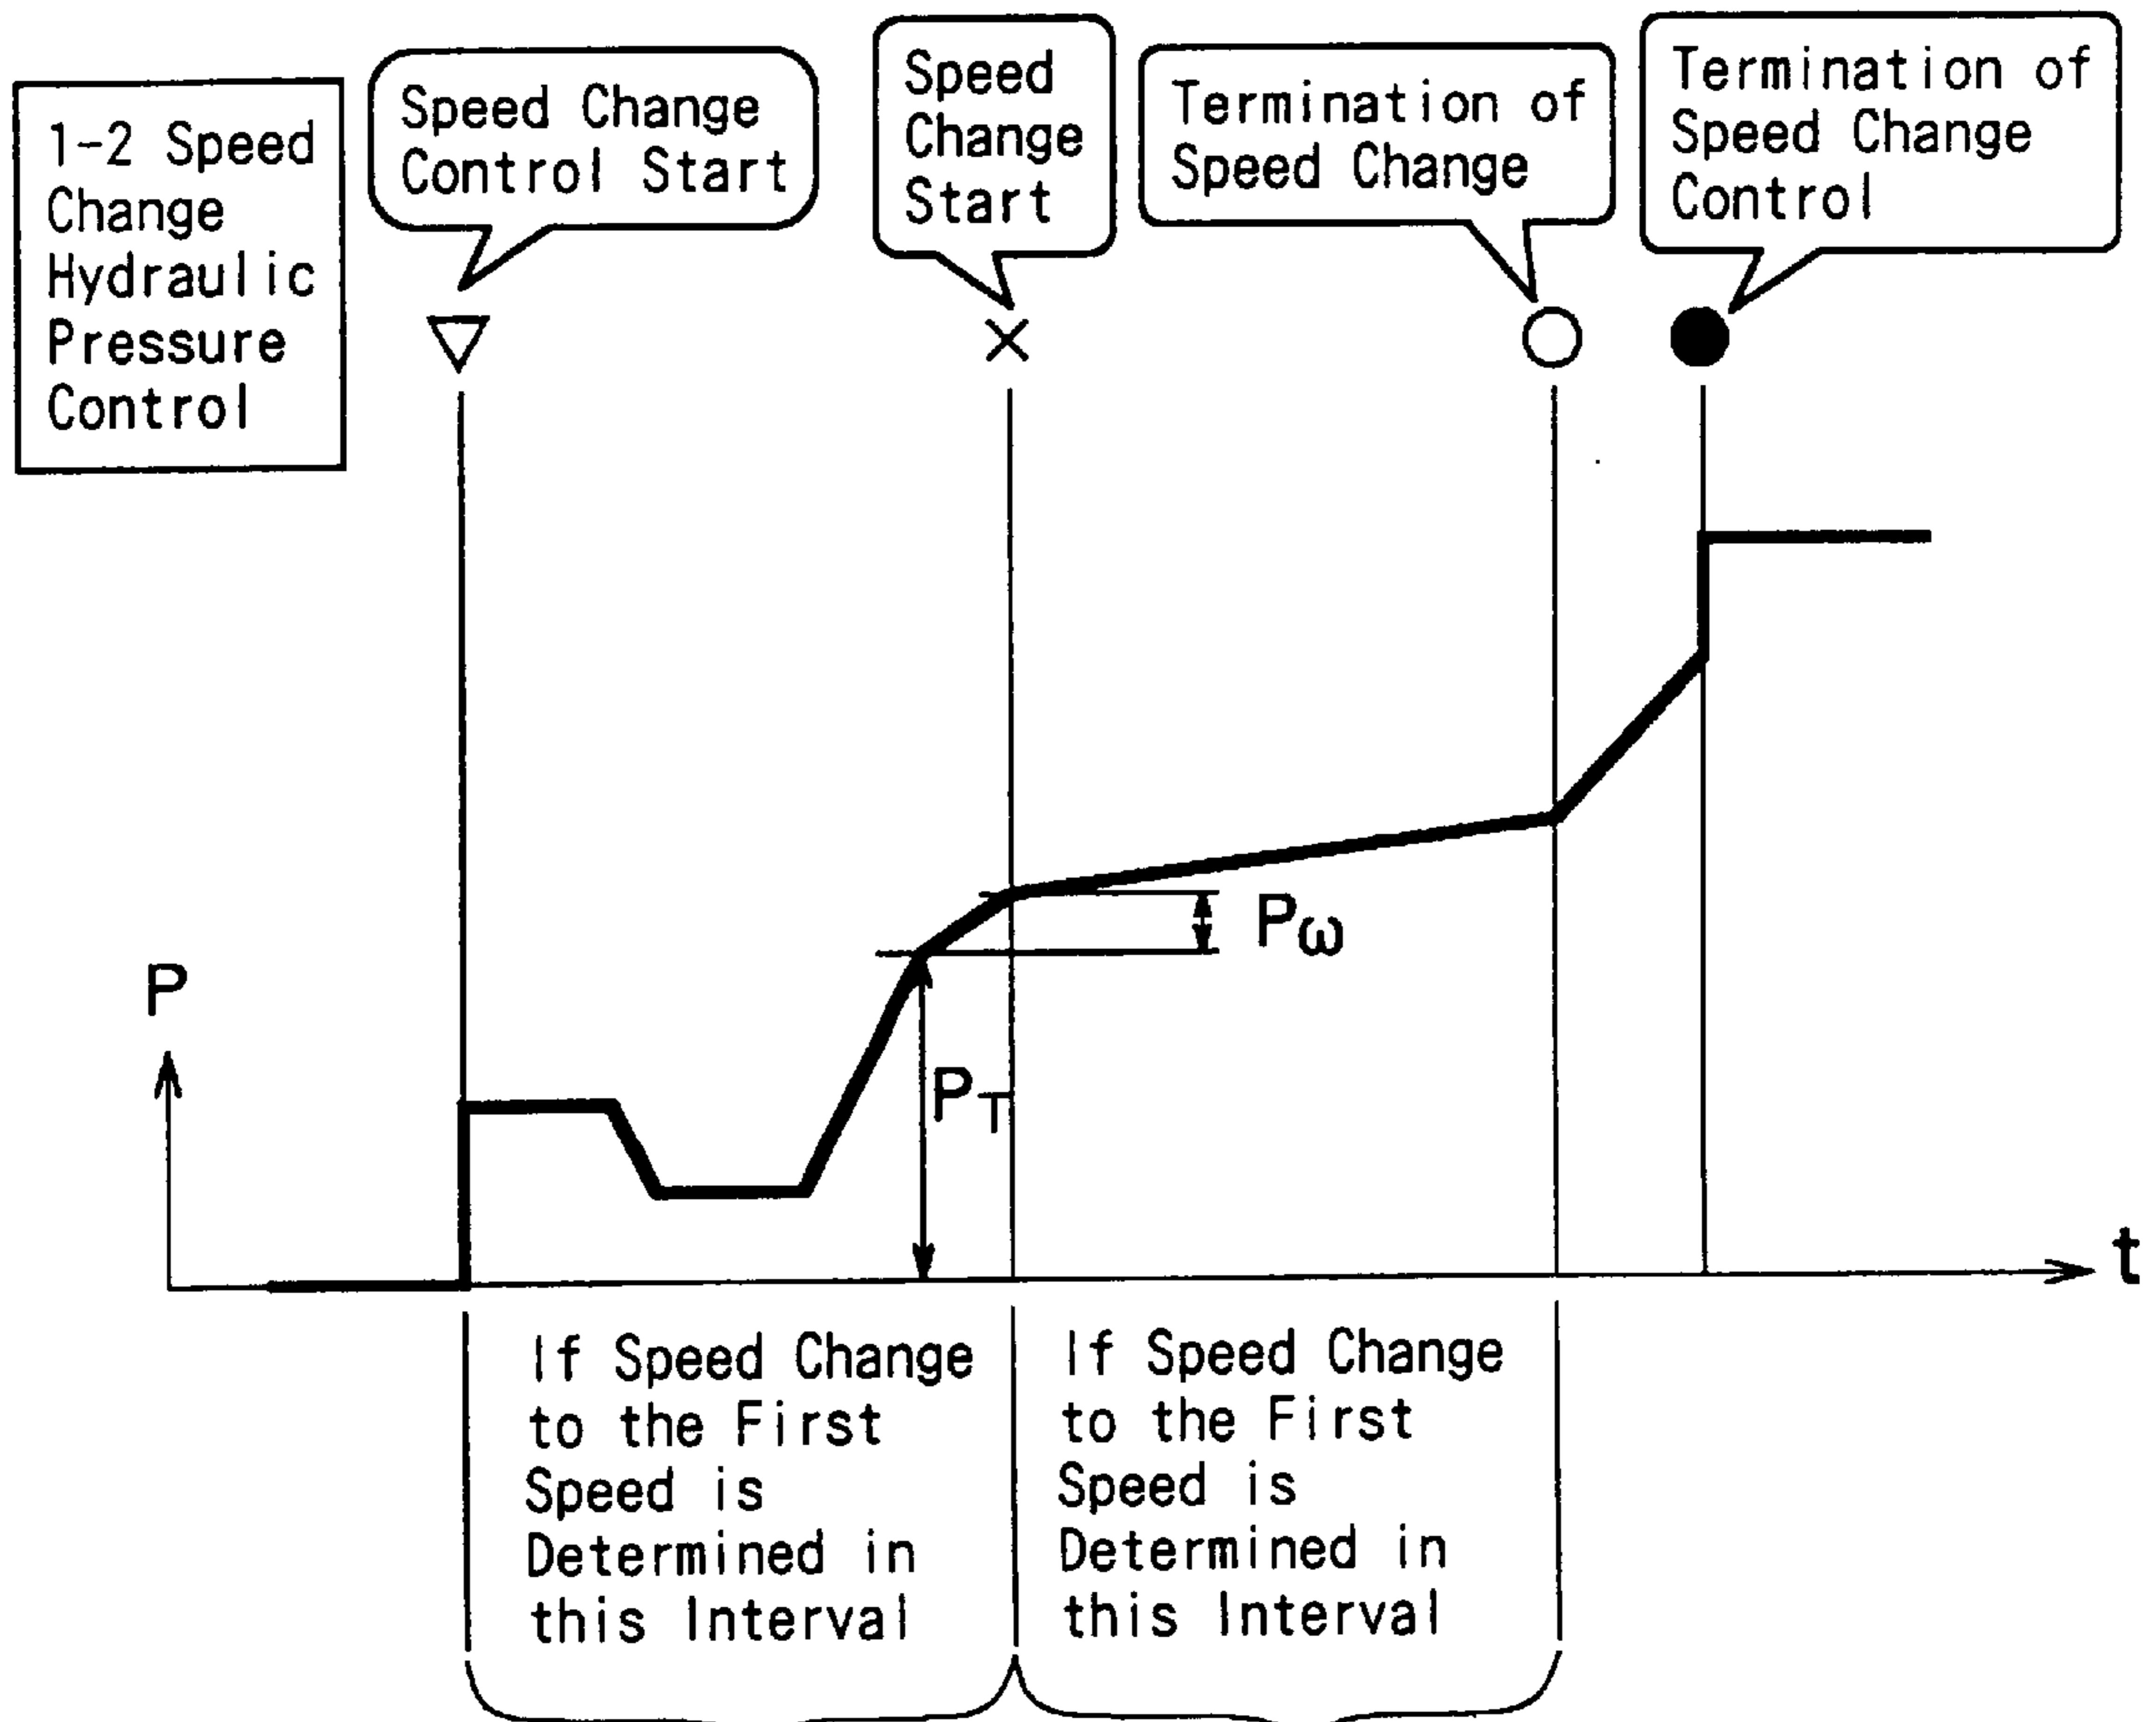 1-2 Speed
Change
Hydraulic
Pressure
Control
Speed Change
Control Start
Speed
Change
Start
Termination of
Speed Change
Termination of
Speed Change
Control
P
Pω
PT
t
If Speed Change
to the First
Speed is
Determined in
this Interval
If Speed Change
to the First
Speed is
Determined in
this Interval